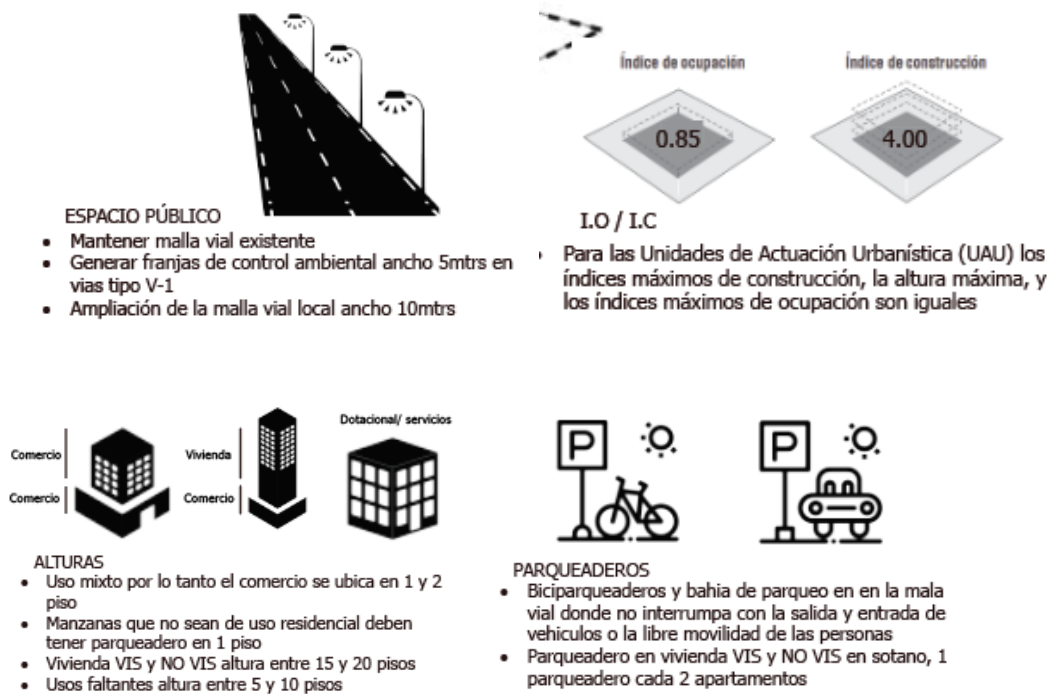 ESPACIO PÚBLICO
• Mantener malla vial existente
• Generar franjas de control ambiental ancho 5mtrs en
vias tipo V-1
• Ampliación de la malla vial local ancho 10mtrs
Índice de ocupación
Índice de construcción
0.85
4.00
I.O / I.C
• Para las Unidades de Actuación Urbanística (UAU) los
índices máximos de construcción, la altura máxima, y
los índices máximos de ocupación son iguales
Comercio
Comercio
Vivienda
Comercio
Dotacional/ servicios
ALTURAS
• Uso mixto por lo tanto el comercio se ubica en 1 y 2
piso
• Manzanas que no sean de uso residencial deben
tener parqueadero en 1 piso
• Vivienda VIS y NO VIS altura entre 15 y 20 pisos
• Usos faltantes altura entre 5 y 10 pisos
P
P
PARQUEADEROS
• Biciparqueaderos y bahia de parqueo en en la mala
vial donde no interrumpa con la salida y entrada de
vehiculos o la libre movilidad de las personas
• Parqueadero en vivienda VIS y NO VIS en sotano, 1
parqueadero cada 2 apartamentos